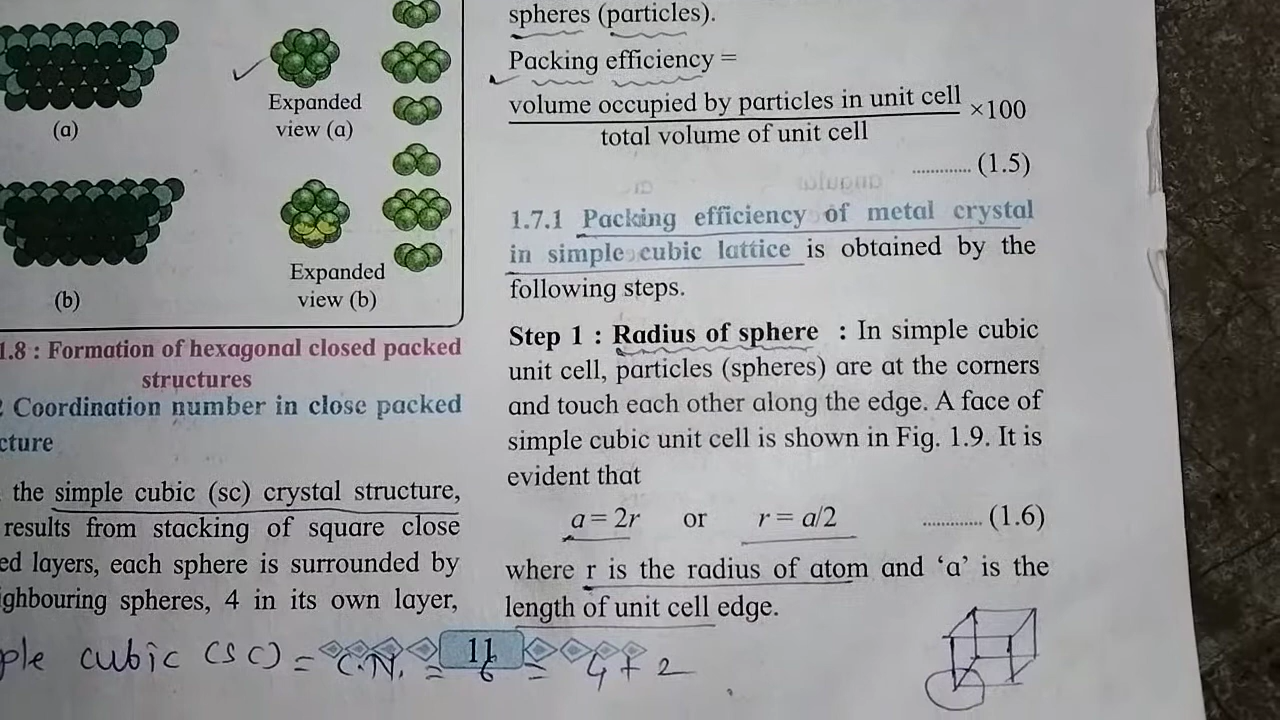 (a)
Expanded
view (a)
(b)
Expanded
view (b)
1.8 : Formation of hexagonal closed packed
structures
Coordination number in close packed
cture
the simple cubic (sc) crystal structure,
results from stacking of square close
ed layers, each sphere is surrounded by
ighbouring spheres, 4 in its own layer,
spheres (particles).
Packing efficiency =
volume occupied by particles in unit cell
×100
total volume of unit cell
............. (1.5)
1.7.1 Packing efficiency of metal crystal
in simple cubic lattice is obtained by the
following steps.
Step 1 : Radius of sphere : In simple cubic
unit cell, particles (spheres) are at the corners
and touch each other along the edge. A face of
simple cubic unit cell is shown in Fig. 1.9. It is
evident that
a = 2r or r = a/2 ............. (1.6)
where r is the radius of atom and ‘a’ is the
length of unit cell edge.
11
ple cubic (SC) = C.N. = 6 = 4 + 2